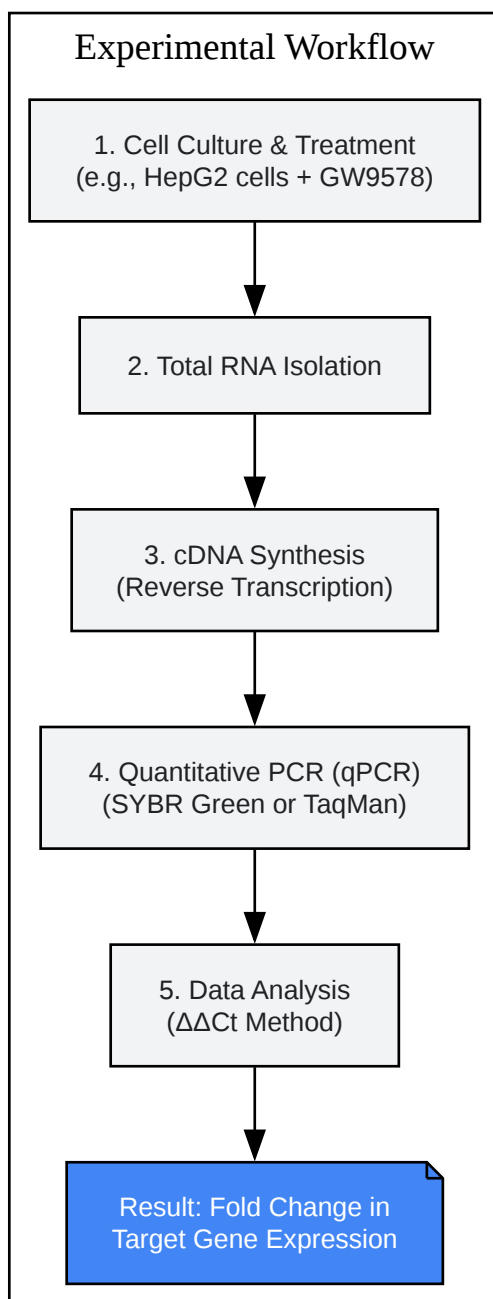 Experimental Workflow
1. Cell Culture & Treatment
(e.g., HepG2 cells + GW9578)
2. Total RNA Isolation
3. cDNA Synthesis
(Reverse Transcription)
4. Quantitative PCR (qPCR)
(SYBR Green or TaqMan)
5. Data Analysis
(ΔΔCt Method)
Result: Fold Change in
Target Gene Expression